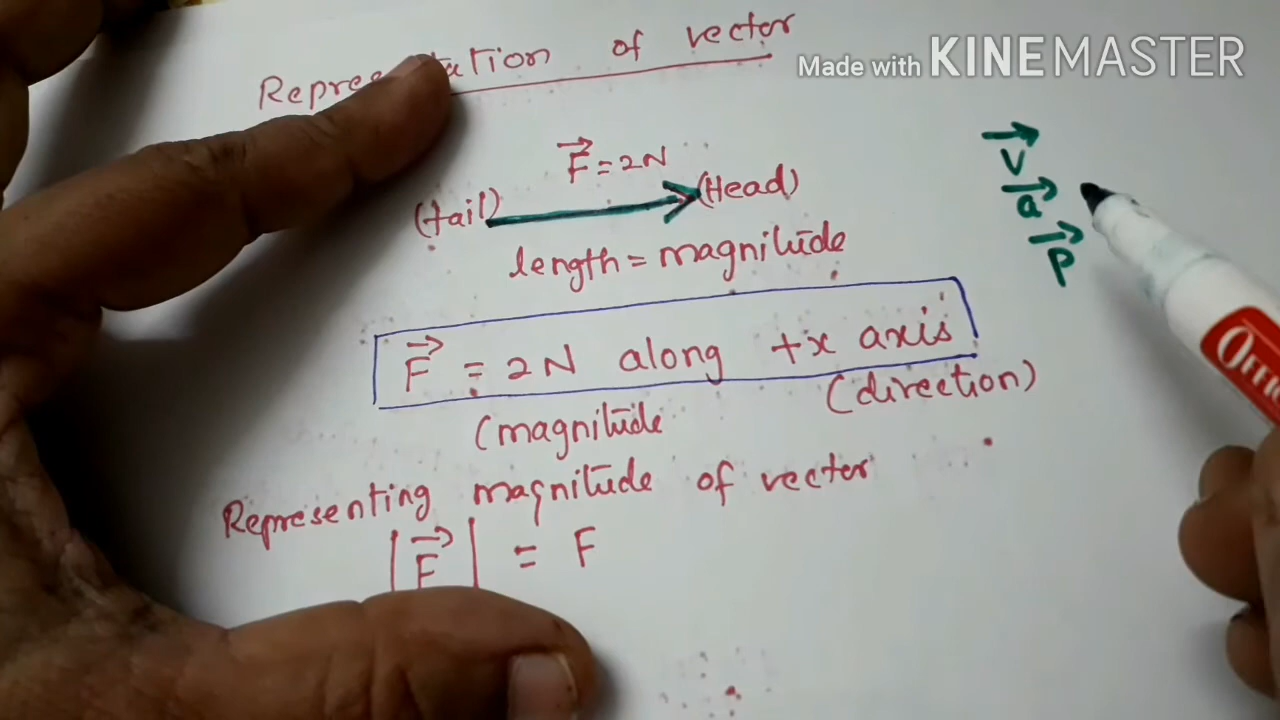 Representation of vector
Made with KINEMASTER
F⃗ = 2N
(tail) (Head)
length = magnitude
V⃗
a⃗
P⃗
F⃗ = 2N along +x axis
(magnitude (direction)
Representing magnitude of vector
|F⃗| = F